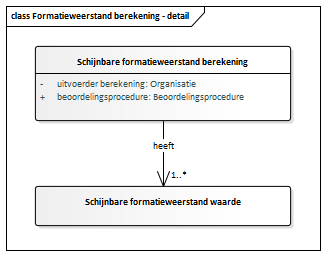 class Formatieweerstand berekening - detail
Schijnbare formatieweerstand berekening
- uitvoerder berekening: Organisatie
+ beoordelingsprocedure: Beoordelingsprocedure
heeft
1..*
Schijnbare formatieweerstand waarde